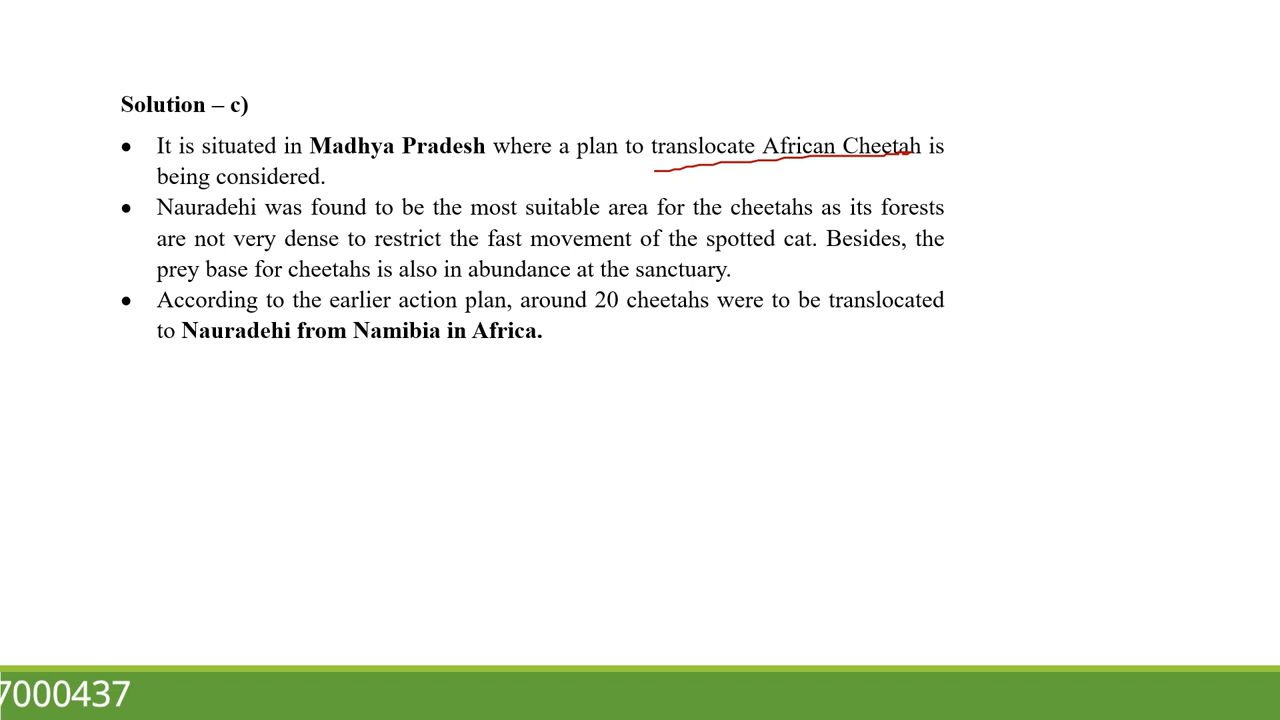 Solution – c)
• It is situated in Madhya Pradesh where a plan to translocate African Cheetah is
being considered.
• Nauradehi was found to be the most suitable area for the cheetahs as its forests
are not very dense to restrict the fast movement of the spotted cat. Besides, the
prey base for cheetahs is also in abundance at the sanctuary.
• According to the earlier action plan, around 20 cheetahs were to be translocated
to Nauradehi from Namibia in Africa.
7000437